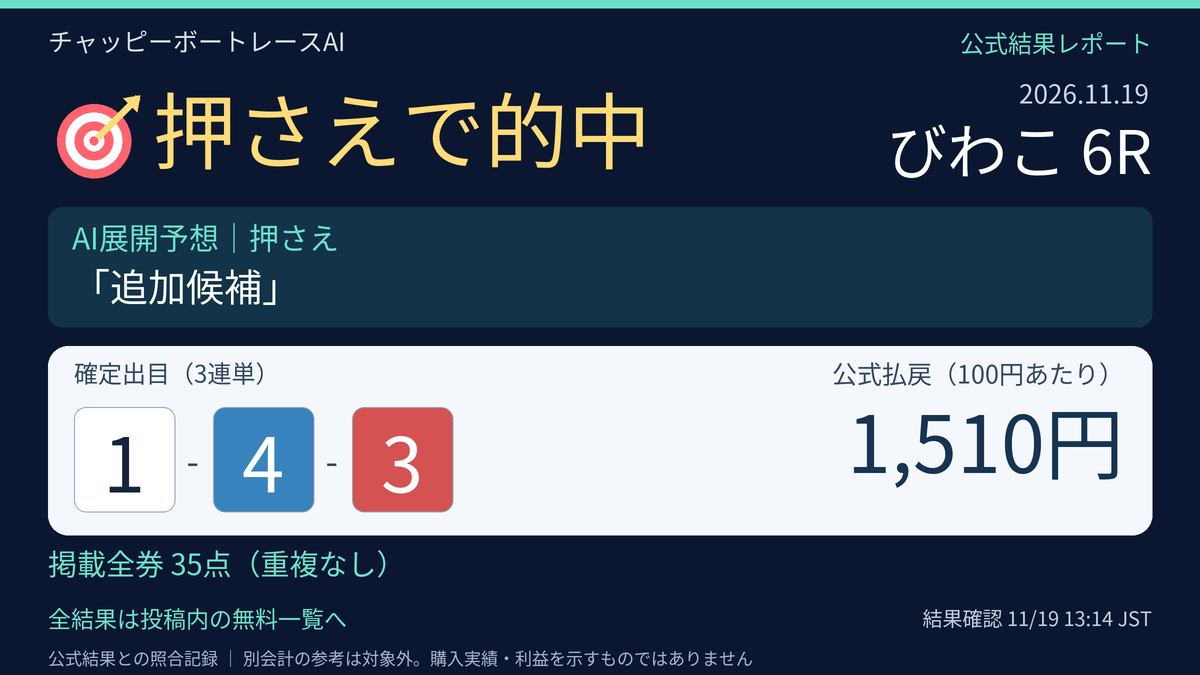 チャッピーボートレースAI
公式結果レポート
2026.11.19
押さえで的中
びわこ 6R
AI展開予想｜押さえ
「追加候補」
確定出目（3連単）
公式払戻（100円あたり）
1 - 4 - 3
1,510円
掲載全券 35点（重複なし）
全結果は投稿内の無料一覧へ
結果確認 11/19 13:14 JST
公式結果との照合記録｜別会計の参考は対象外。購入実績・利益を示すものではありません